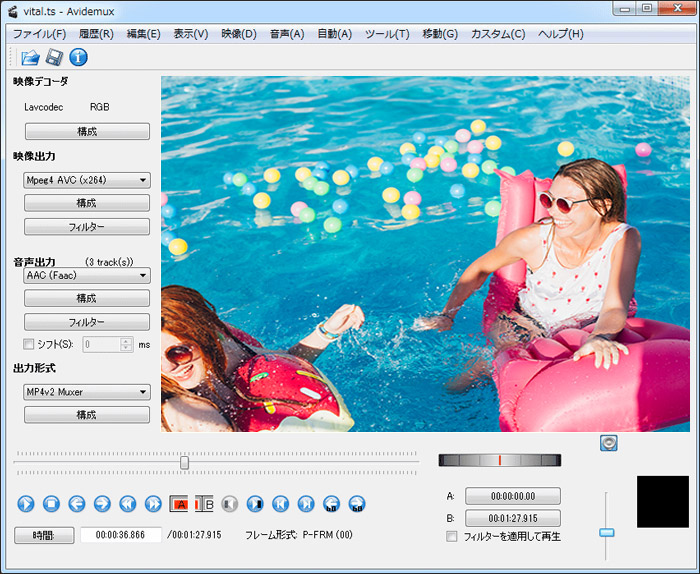 vital.ts - Avidemux
ファイル(F) 履歴(R) 編集(E) 表示(V) 映像(D) 音声(A) 自動(A) ツール(T) 移動(G) カスタム(C) ヘルプ(H)
映像デコーダ
Lavcodec RGB
構成
映像出力
Mpeg4 AVC (x264)
構成
フィルター
音声出力 (3 track(s))
AAC (Faac)
構成
フィルター
シフト(S): 0 ms
出力形式
MP4v2 Muxer
構成
A B 60 60
A: 00:00:00.00
B: 00:01:27.915
時間: 00:00:36.866 /00:01:27.915 フレーム形式: P-FRM (00)
フィルターを適用して再生